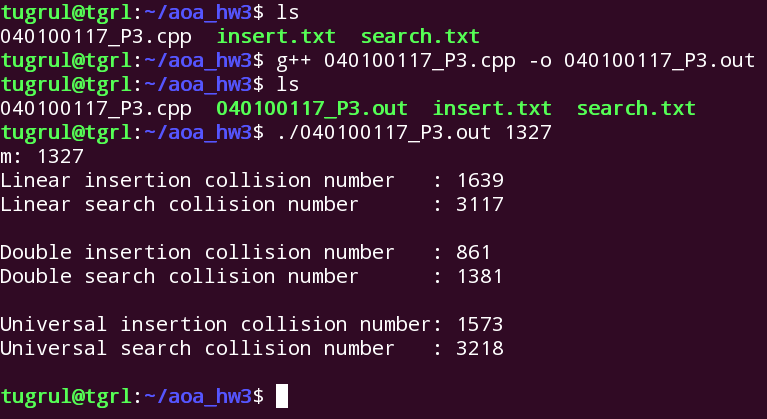 tugrul@tgrl:~/aoa_hw3$ ls
040100117_P3.cpp  insert.txt  search.txt
tugrul@tgrl:~/aoa_hw3$ g++ 040100117_P3.cpp -o 040100117_P3.out
tugrul@tgrl:~/aoa_hw3$ ls
040100117_P3.cpp  040100117_P3.out  insert.txt  search.txt
tugrul@tgrl:~/aoa_hw3$ ./040100117_P3.out 1327
m: 1327
Linear insertion collision number   : 1639
Linear search collision number      : 3117
Double insertion collision number   : 861
Double search collision number      : 1381
Universal insertion collision number: 1573
Universal search collision number   : 3218
tugrul@tgrl:~/aoa_hw3$